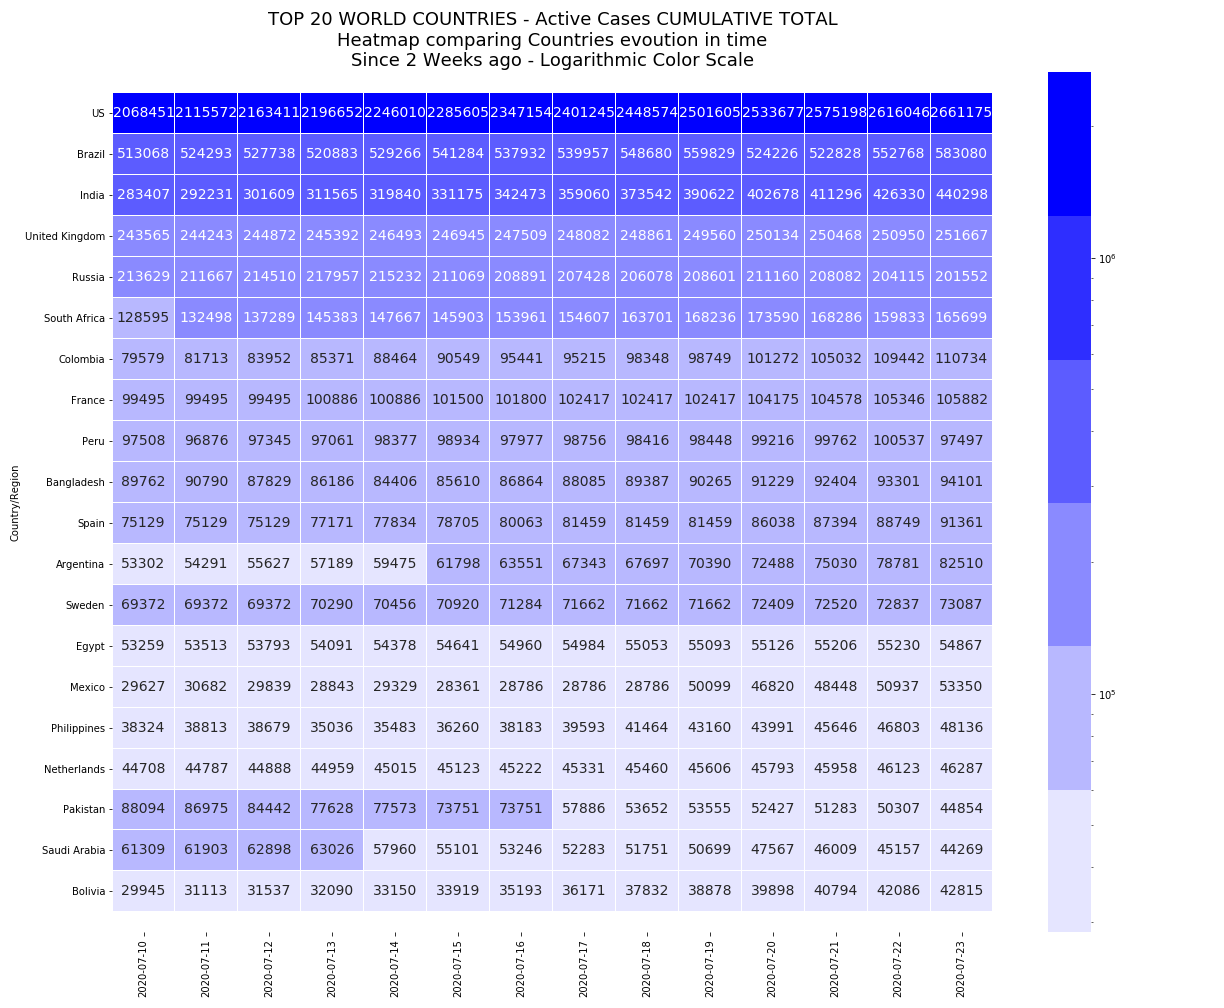 TOP 20 WORLD COUNTRIES - Active Cases CUMULATIVE TOTAL
Heatmap comparing Countries evoution in time
Since 2 Weeks ago - Logarithmic Color Scale
US 2068451 2115572 2163411 2196652 2246010 2285605 2347154 2401245 2448574 2501605 2533677 2575198 2616046 2661175
Brazil 513068 524293 527738 520883 529266 541284 537932 539957 548680 559829 524226 522828 552768 583080
India 283407 292231 301609 311565 319840 331175 342473 359060 373542 390622 402678 411296 426330 440298
United Kingdom 243565 244243 244872 245392 246493 246945 247509 248082 248861 249560 250134 250468 250950 251667
Russia 213629 211667 214510 217957 215232 211069 208891 207428 206078 208601 211160 208082 204115 201552
South Africa 128595 132498 137289 145383 147667 145903 153961 154607 163701 168236 173590 168286 159833 165699
Colombia 79579 81713 83952 85371 88464 90549 95441 95215 98348 98749 101272 105032 109442 110734
France 99495 99495 99495 100886 100886 101500 101800 102417 102417 102417 104175 104578 105346 105882
Peru 97508 96876 97345 97061 98377 98934 97977 98756 98416 98448 99216 99762 100537 97497
Bangladesh 89762 90790 87829 86186 84406 85610 86864 88085 89387 90265 91229 92404 93301 94101
Spain 75129 75129 75129 77171 77834 78705 80063 81459 81459 81459 86038 87394 88749 91361
Argentina 53302 54291 55627 57189 59475 61798 63551 67343 67697 70390 72488 75030 78781 82510
Sweden 69372 69372 69372 70290 70456 70920 71284 71662 71662 71662 72409 72520 72837 73087
Egypt 53259 53513 53793 54091 54378 54641 54960 54984 55053 55093 55126 55206 55230 54867
Mexico 29627 30682 29839 28843 29329 28361 28786 28786 28786 50099 46820 48448 50937 53350
Philippines 38324 38813 38679 35036 35483 36260 38183 39593 41464 43160 43991 45646 46803 48136
Netherlands 44708 44787 44888 44959 45015 45123 45222 45331 45460 45606 45793 45958 46123 46287
Pakistan 88094 86975 84442 77628 77573 73751 73751 57886 53652 53555 52427 51283 50307 44854
Saudi Arabia 61309 61903 62898 63026 57960 55101 53246 52283 51751 50699 47567 46009 45157 44269
Bolivia 29945 31113 31537 32090 33150 33919 35193 36171 37832 38878 39898 40794 42086 42815
2020-07-10 2020-07-11 2020-07-12 2020-07-13 2020-07-14 2020-07-15 2020-07-16 2020-07-17 2020-07-18 2020-07-19 2020-07-20 2020-07-21 2020-07-22 2020-07-23
Country/Region
10⁶
10⁵